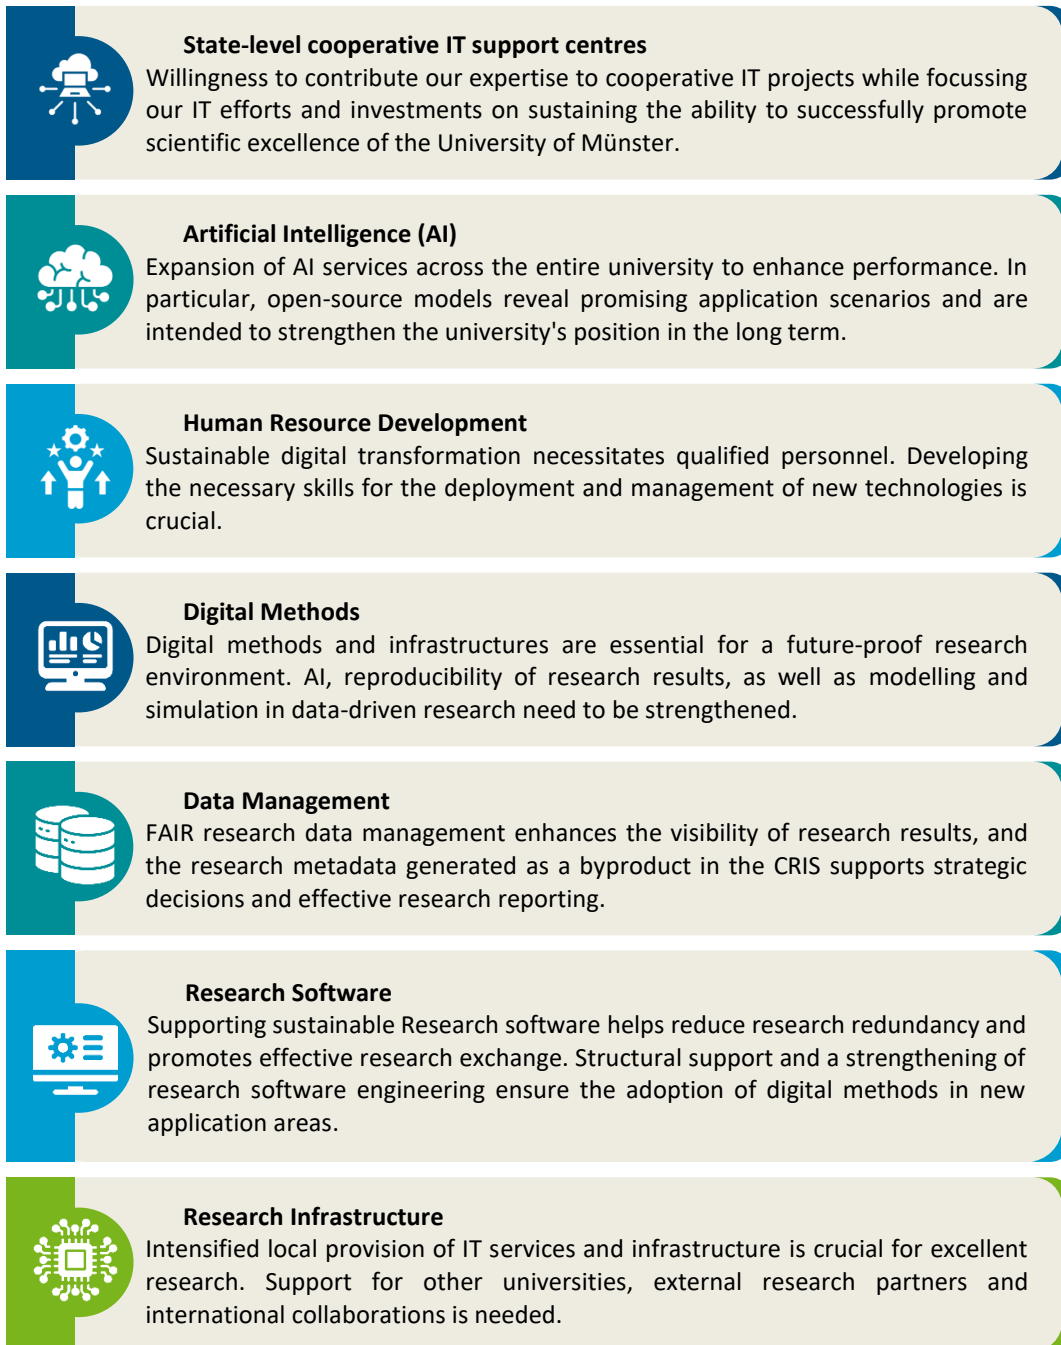 State-level cooperative IT support centres
Willingness to contribute our expertise to cooperative IT projects while focussing
our IT efforts and investments on sustaining the ability to successfully promote
scientific excellence of the University of Münster.
Artificial Intelligence (AI)
Expansion of AI services across the entire university to enhance performance. In
particular, open-source models reveal promising application scenarios and are
intended to strengthen the university's position in the long term.
Human Resource Development
Sustainable digital transformation necessitates qualified personnel. Developing
the necessary skills for the deployment and management of new technologies is
crucial.
Digital Methods
Digital methods and infrastructures are essential for a future-proof research
environment. AI, reproducibility of research results, as well as modelling and
simulation in data-driven research need to be strengthened.
Data Management
FAIR research data management enhances the visibility of research results, and
the research metadata generated as a byproduct in the CRIS supports strategic
decisions and effective research reporting.
Research Software
Supporting sustainable Research software helps reduce research redundancy and
promotes effective research exchange. Structural support and a strengthening of
research software engineering ensure the adoption of digital methods in new
application areas.
Research Infrastructure
Intensified local provision of IT services and infrastructure is crucial for excellent
research. Support for other universities, external research partners and
international collaborations is needed.